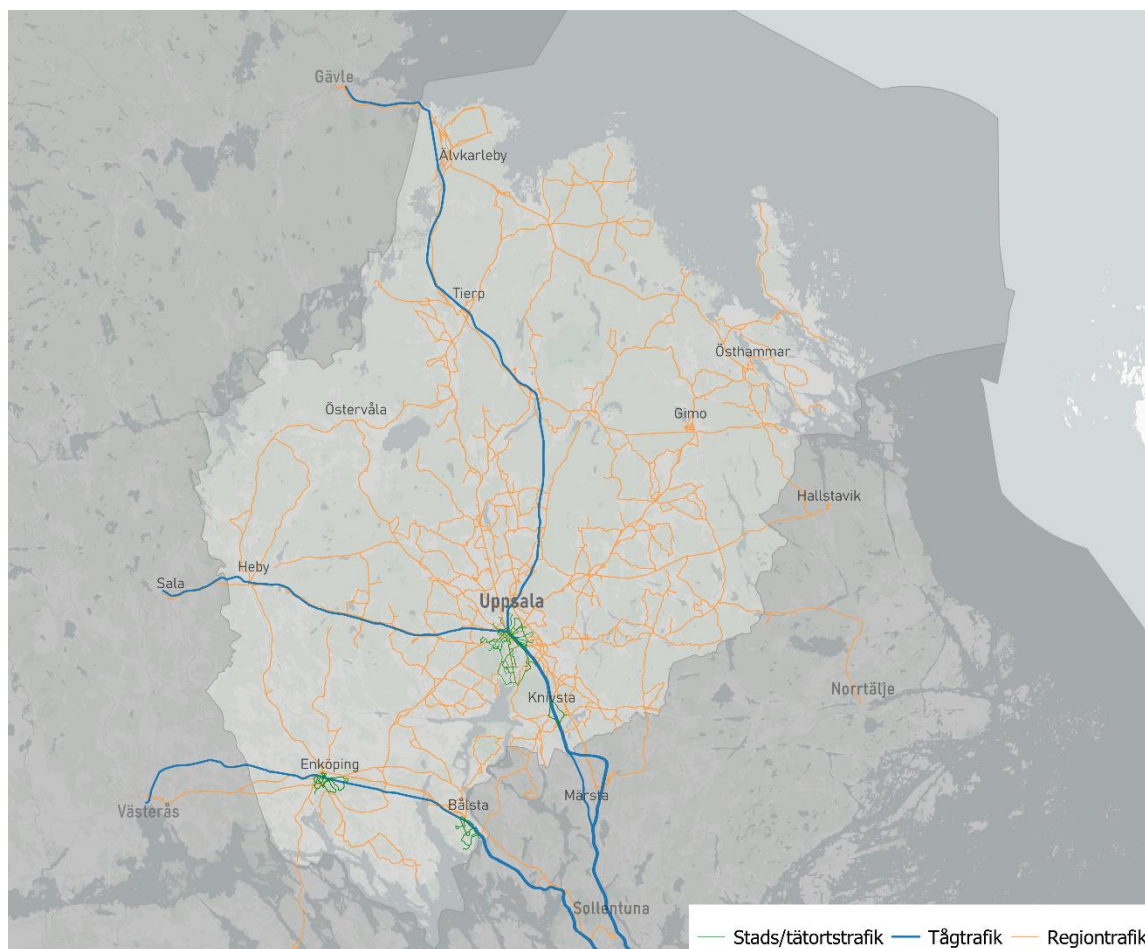 Gävle
Älvkarleby
Tierp
Östhammar
Östervåla
Gimo
Hallstavik
Heby
Sala
Uppsala
Knivsta
Norrtälje
Enköping
Västerås
Bålsta
Märsta
Sollentuna
Stads/tätortstrafik Tågtrafik Regiontrafik